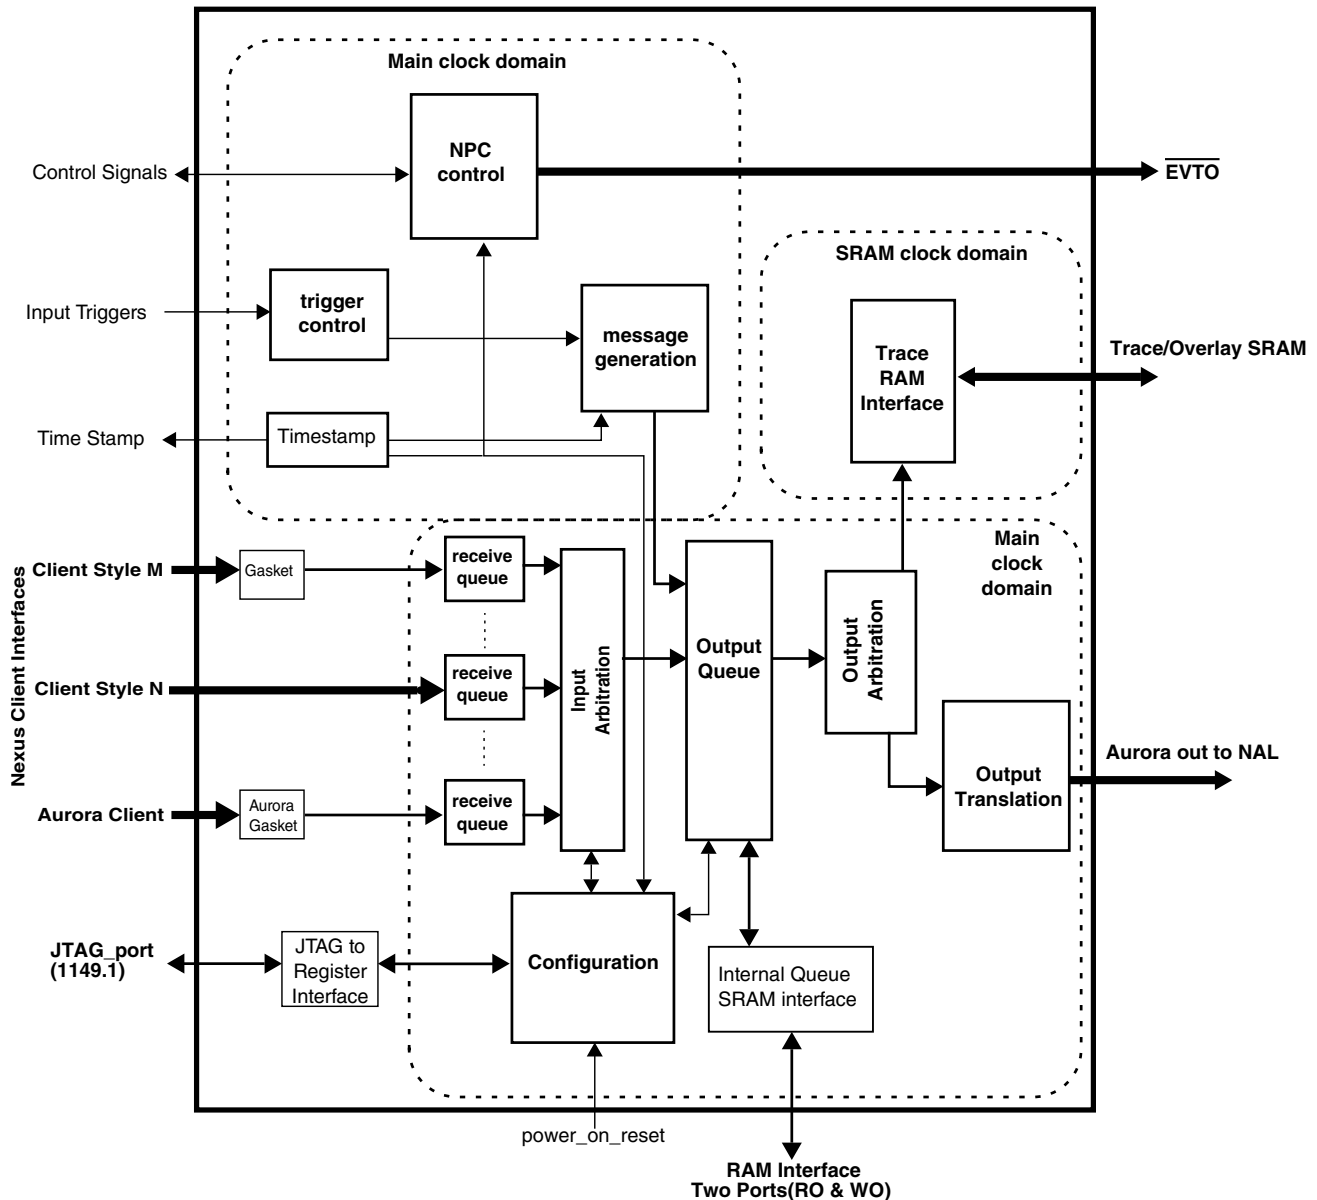 Main clock domain
NPC
control
Control Signals
EVTO
SRAM clock domain
trigger
control
Input Triggers
message
generation
Trace
RAM
Interface
Trace/Overlay SRAM
Time Stamp
Timestamp
Main
clock
domain
Nexus Client Interfaces
Client Style M
Gasket
receive
queue
Client Style N
receive
queue
Input
Arbitration
Output
Queue
Output
Arbitration
Output
Translation
Aurora out to NAL
Aurora Client
Aurora
Gasket
receive
queue
JTAG_port
(1149.1)
JTAG to
Register
Interface
Configuration
Internal Queue
SRAM interface
power_on_reset
RAM Interface
Two Ports(RO & WO)